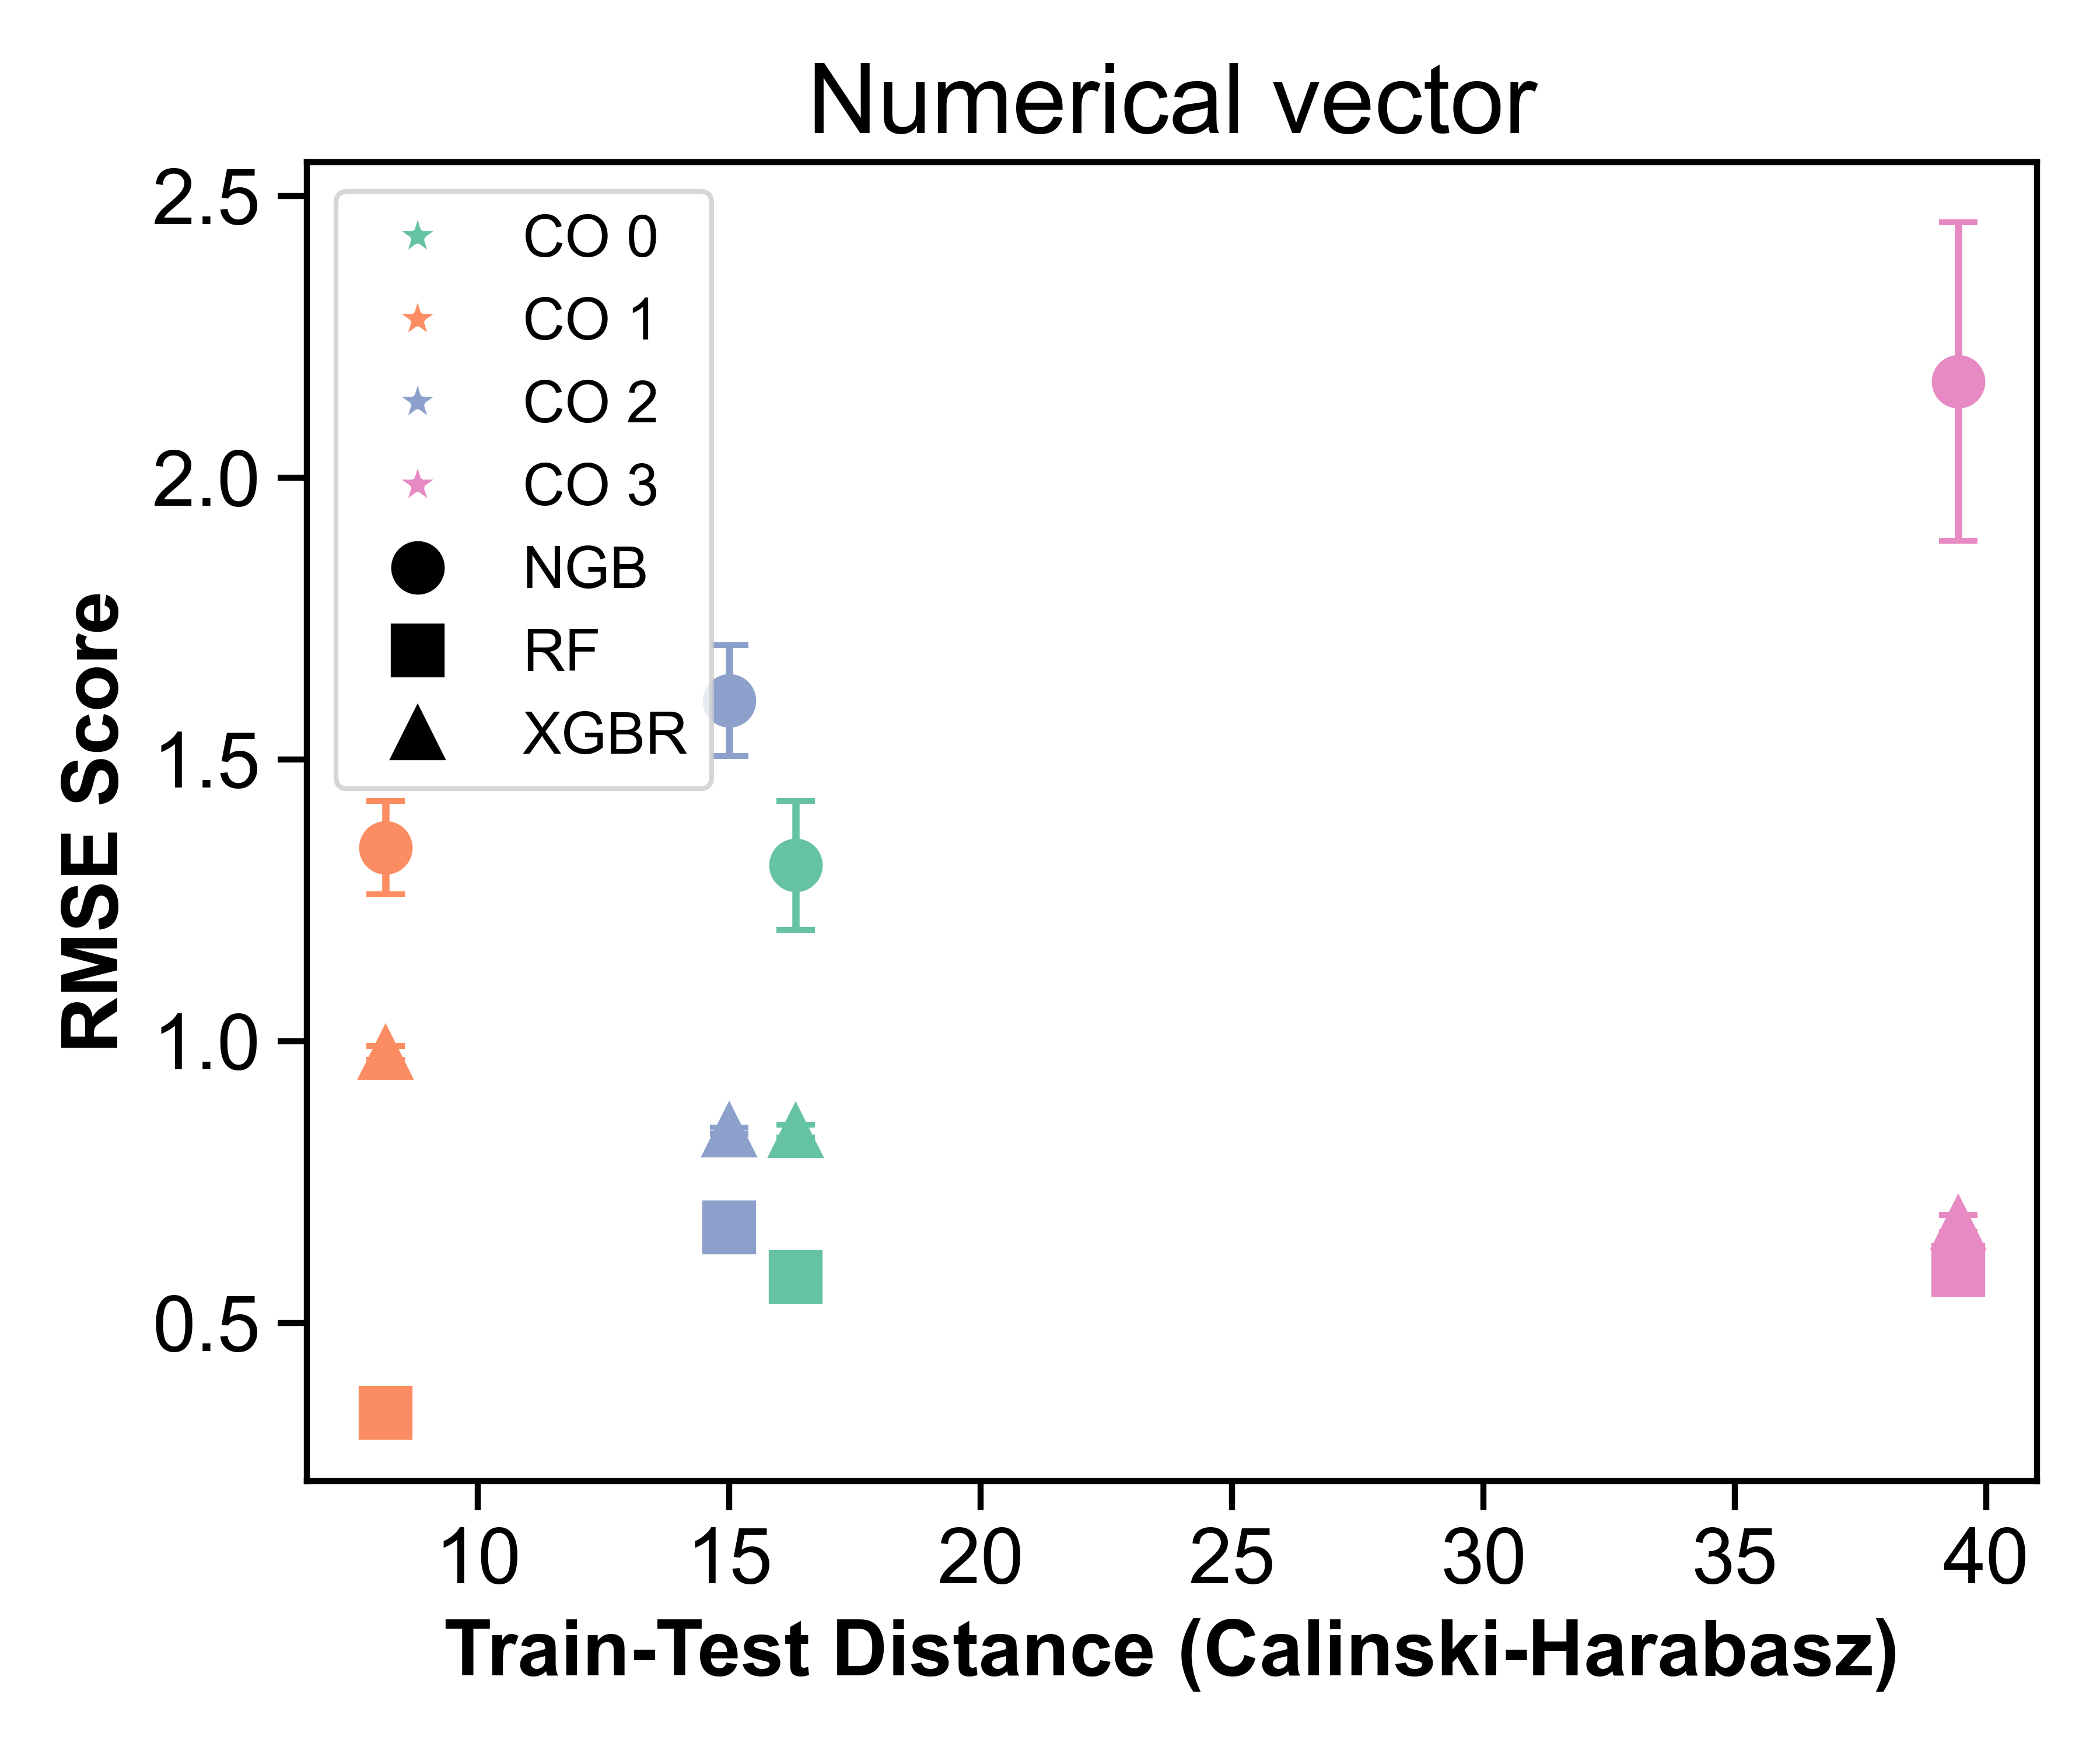 Numerical vector
2.5
2.0
1.5
1.0
0.5
RMSE Score
CO 0
CO 1
CO 2
CO 3
NGB
RF
XGBR
10 15 20 25 30 35 40
Train-Test Distance (Calinski-Harabasz)